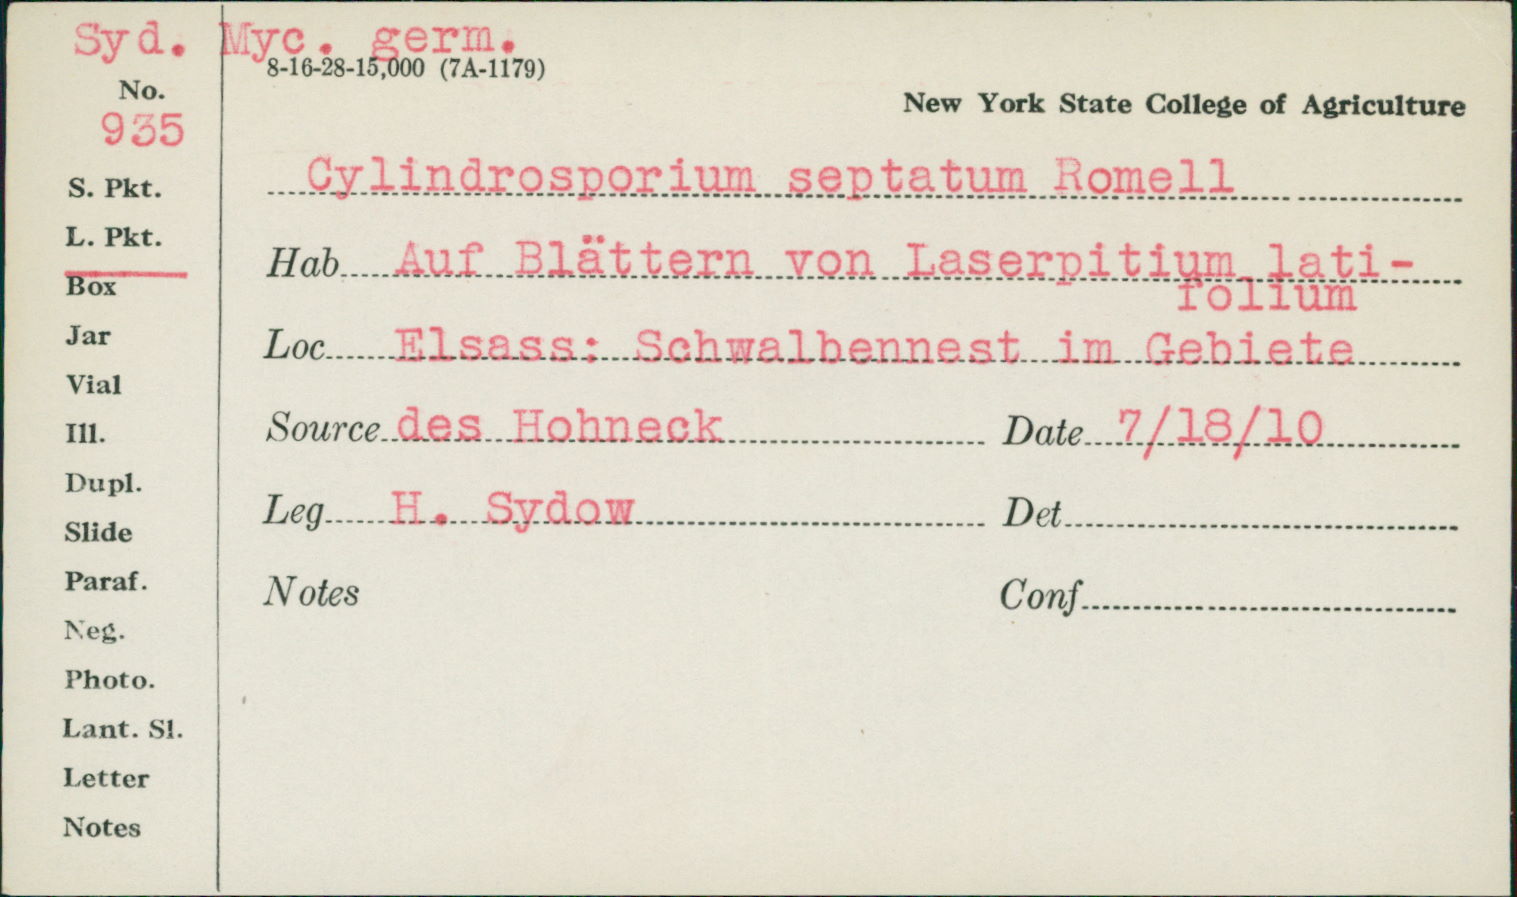 Syd. Myc. germ.
8-16-28-15,000 (7A-1179)
No.
New York State College of Agriculture
935
Cylindrosporium septatum Romell
S. Pkt.
L. Pkt.
Hab Auf Blättern von Laserpitium lati-
folium
Box
Jar
Loc Elsass: Schwalbennest im Gebiete
Vial
Ill.
Source des Hohneck Date 7/18/10
Dupl.
Leg H. Sydow Det
Slide
Paraf.
Notes Conf
Neg.
Photo.
Lant. Sl.
Letter
Notes